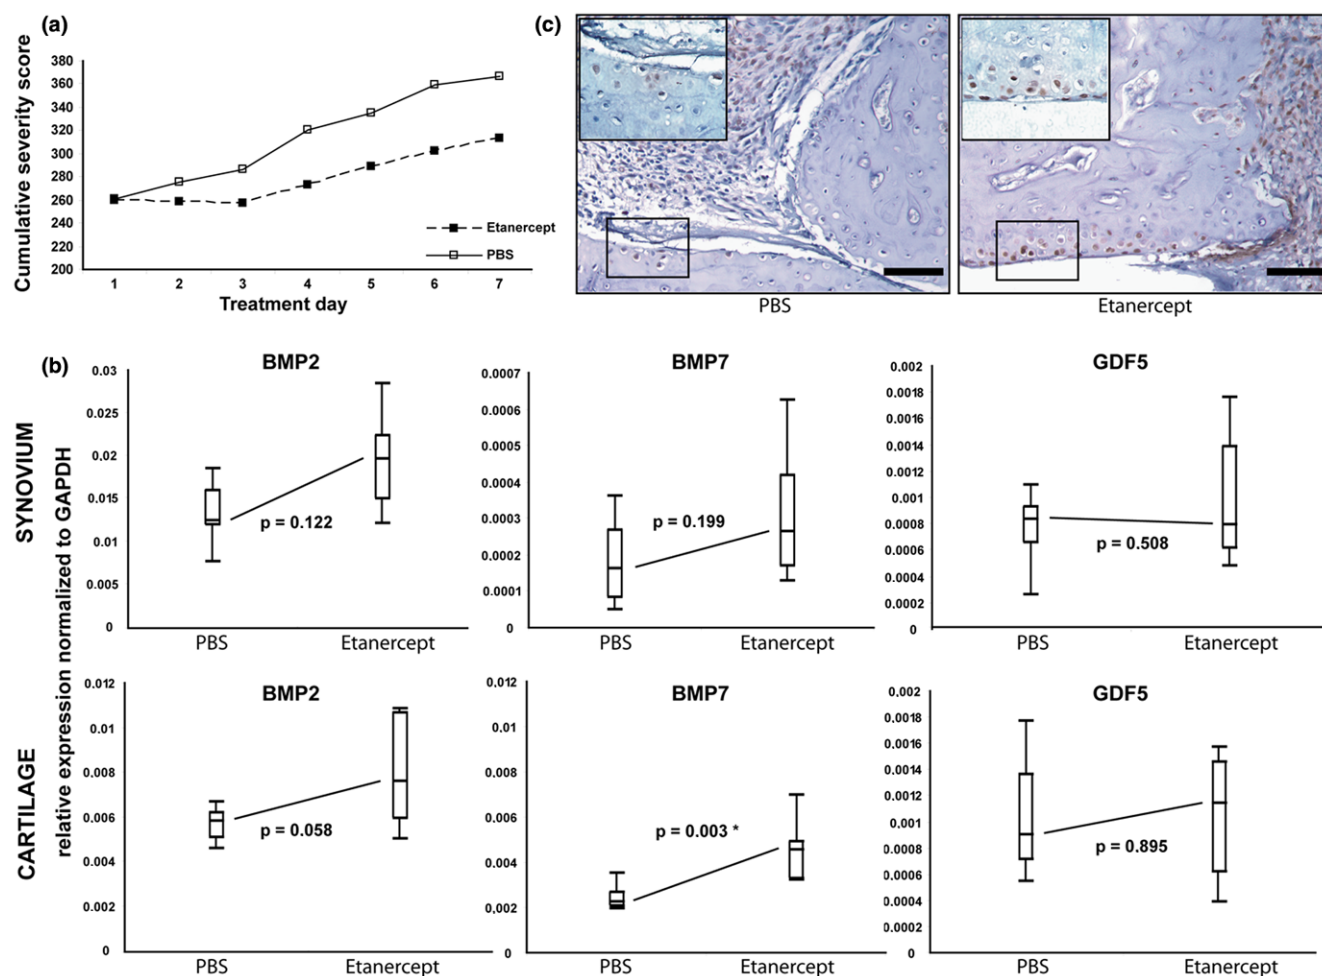 (a)
Cumulative severity score
380
360
340
320
300
280
260
240
220
200
1 2 3 4 5 6 7
Treatment day
Etanercept
PBS
(c)
PBS
Etanercept
(b)
SYNOVIUM
CARTILAGE
relative expression normalized to GAPDH
BMP2
0.03
0.025
0.02
0.015
0.01
0.005
0
p = 0.122
PBS Etanercept
BMP7
0.0007
0.0006
0.0005
0.0004
0.0003
0.0002
0.0001
0
p = 0.199
PBS Etanercept
GDF5
0.002
0.0018
0.0016
0.0014
0.0012
0.001
0.0008
0.0006
0.0004
0.0002
0
p = 0.508
PBS Etanercept
BMP2
0.012
0.01
0.008
0.006
0.004
0.002
0
p = 0.058
PBS Etanercept
BMP7
0.012
0.01
0.008
0.006
0.004
0,002
0
p = 0.003 *
PBS Etanercept
GDF5
0.002
0.0018
0.0016
0.0014
0.0012
0.001
0.0008
0.0006
0.0004
0.0002
0
p = 0.895
PBS Etanercept